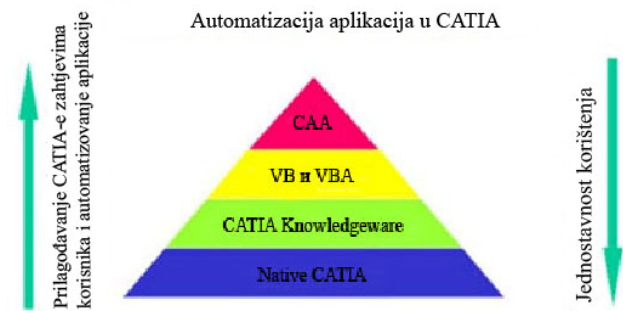 Automatizacija aplikacija u CATIA
Prilagođavanje CATIA-e zahtjevima
korisnika i automatizovanje aplikacije
CAA
VB и VBA
CATIA Knowledgeware
Native CATIA
Jednostavnost korištenja